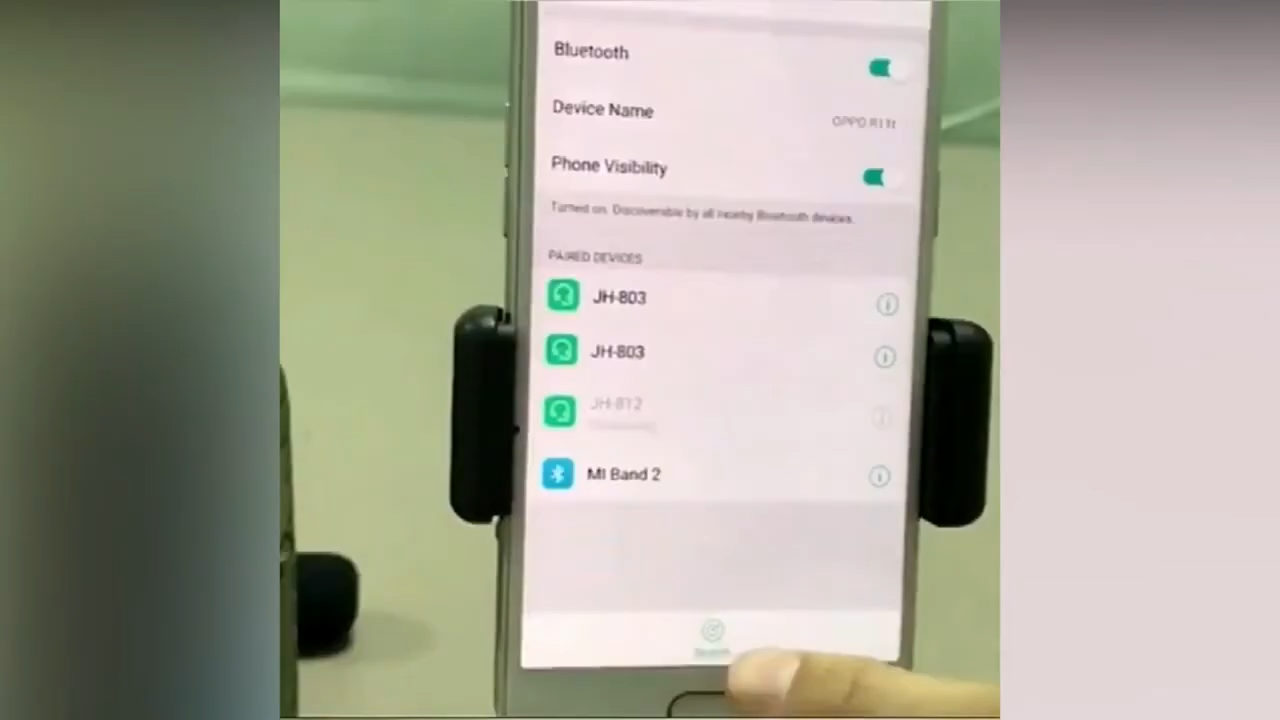 Bluetooth
Device Name
OPPO R11t
Phone Visibility
Turned on. Discoverable by all nearby Bluetooth devices.
PAIRED DEVICES
JH-803
JH-803
JH-812
MI Band 2